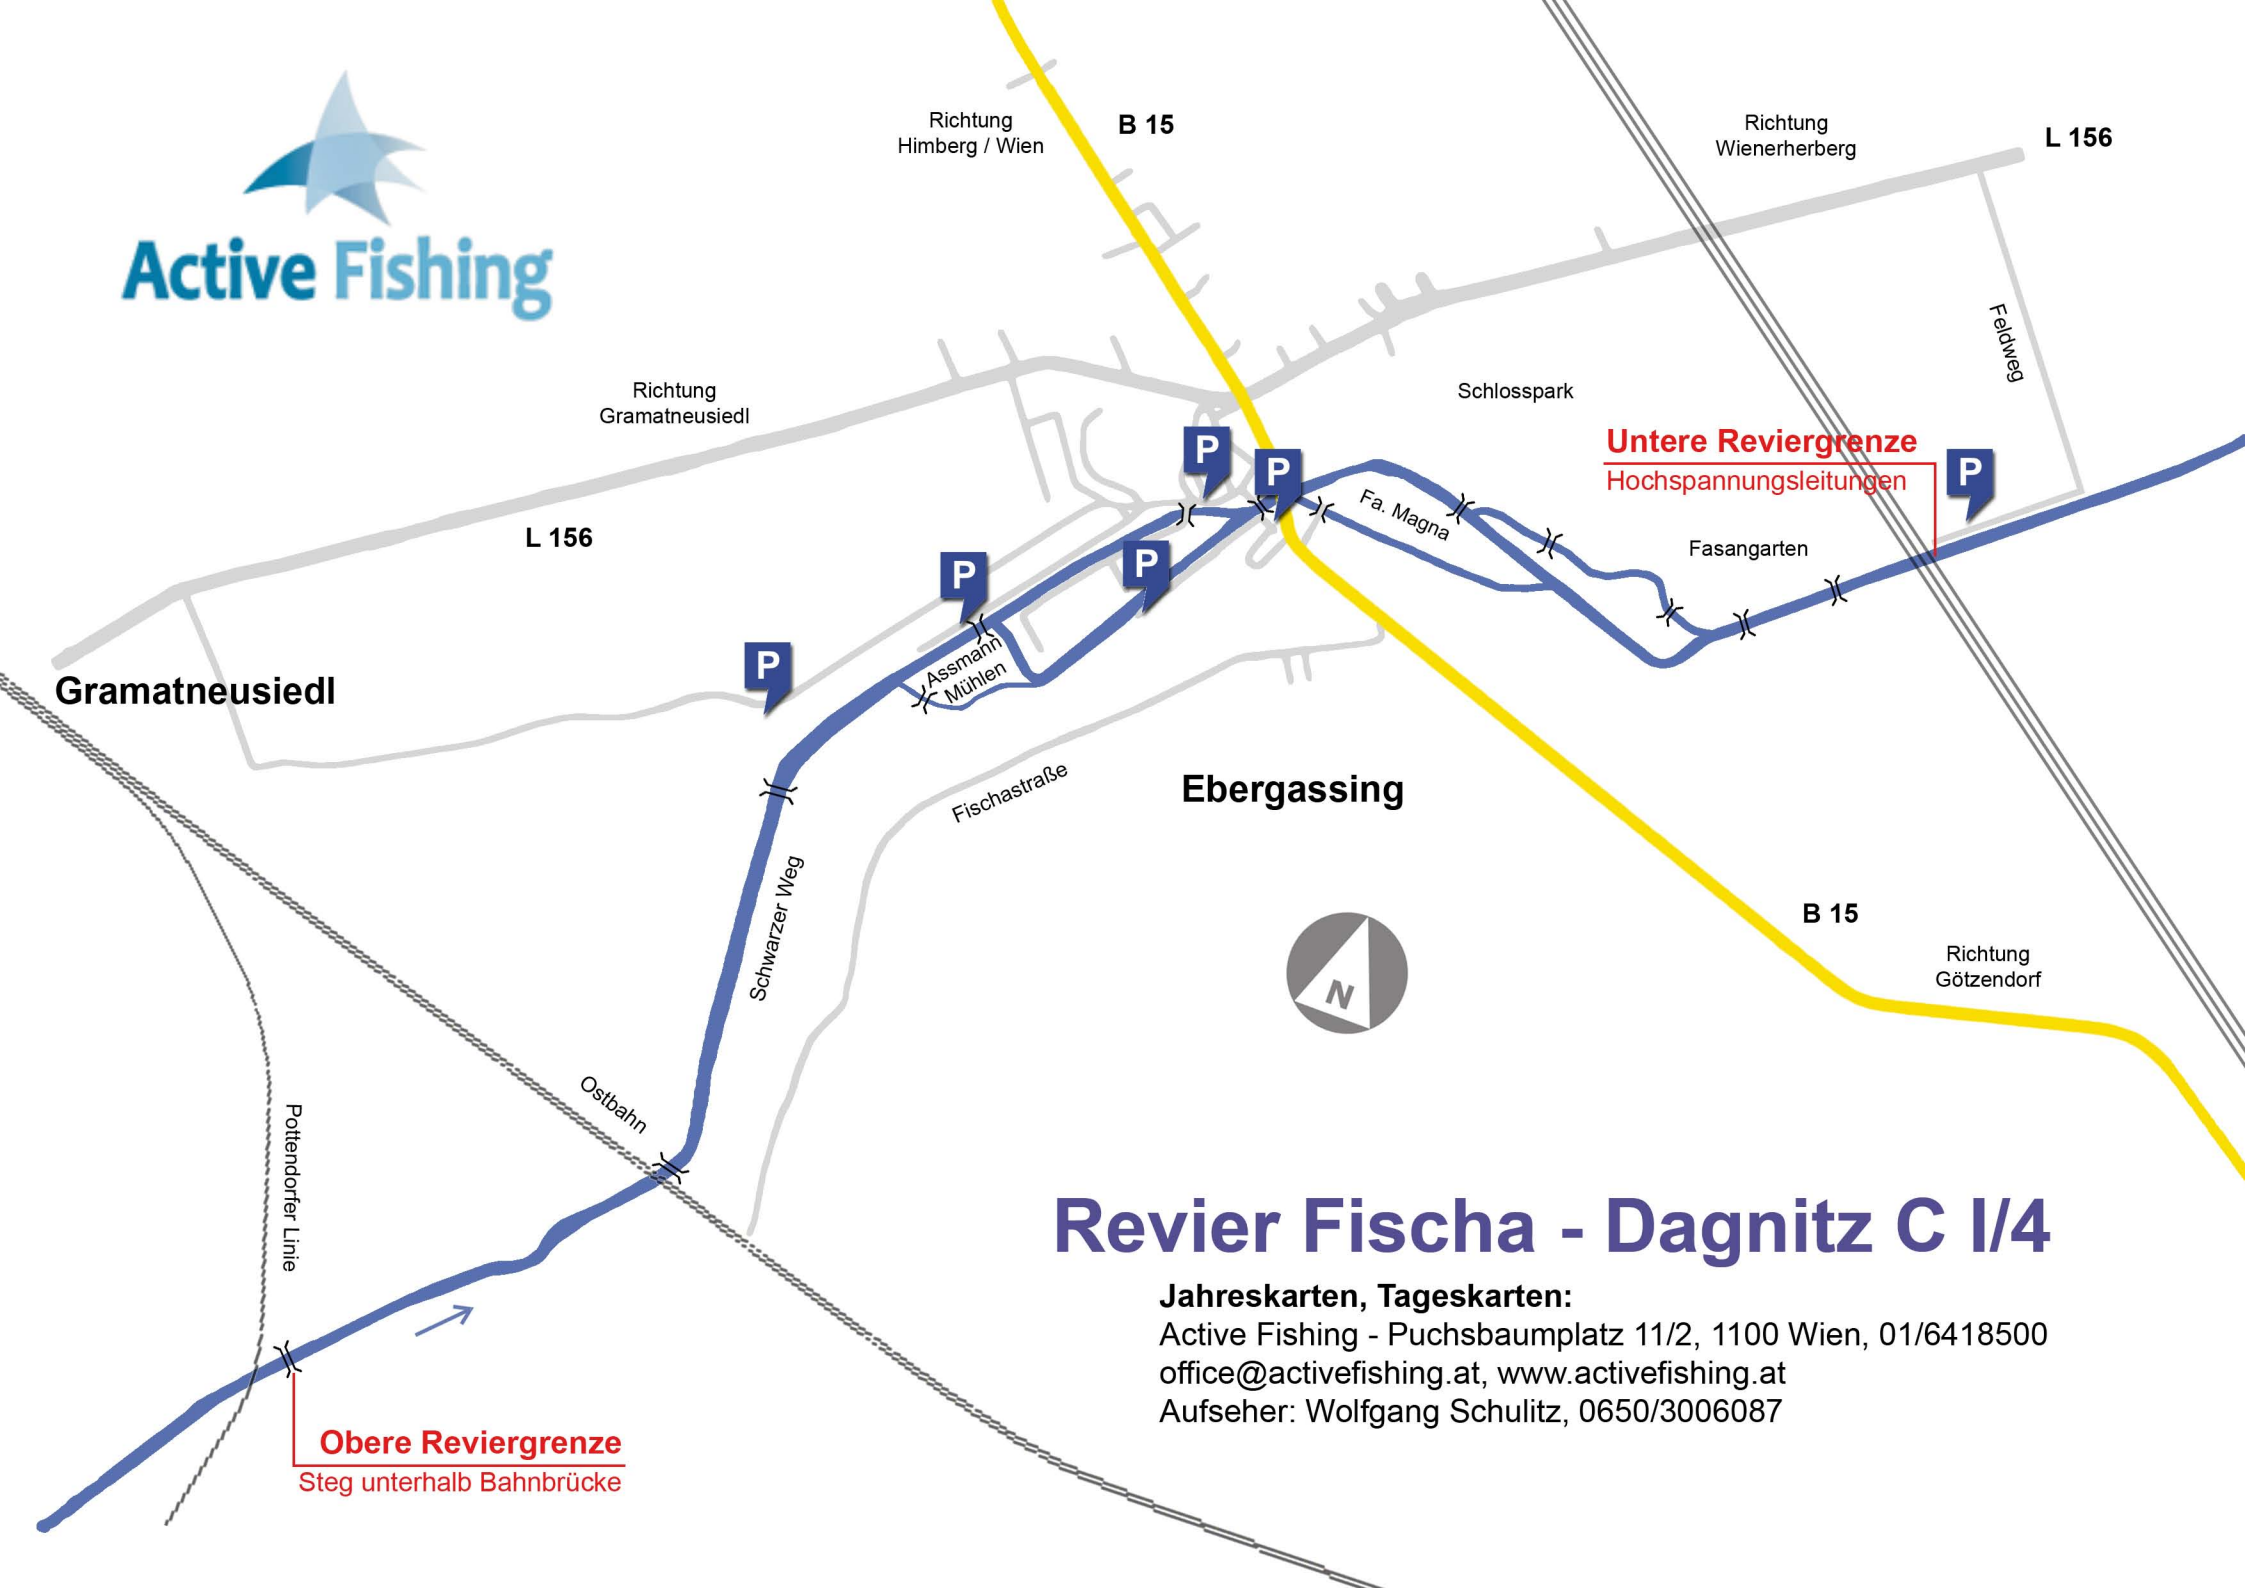 Active Fishing
Richtung
Himberg / Wien
B 15
Richtung
Wienerherberg
L 156
Feldweg
Richtung
Gramatneusiedl
Schlosspark
Untere Reviergrenze
Hochspannungsleitungen
P
P
P
P
P
P
Fa. Magna
Fasangarten
L 156
Assmann
Mühlen
Gramatneusiedl
Fischastraße
Ebergassing
Schwarzer Weg
B 15
Richtung
Götzendorf
N
Ostbahn
Pottendorfer Linie
Revier Fischa - Dagnitz C I/4
Jahreskarten, Tageskarten:
Active Fishing - Puchsbaumplatz 11/2, 1100 Wien, 01/6418500
office@activefishing.at, www.activefishing.at
Aufseher: Wolfgang Schulitz, 0650/3006087
Obere Reviergrenze
Steg unterhalb Bahnbrücke